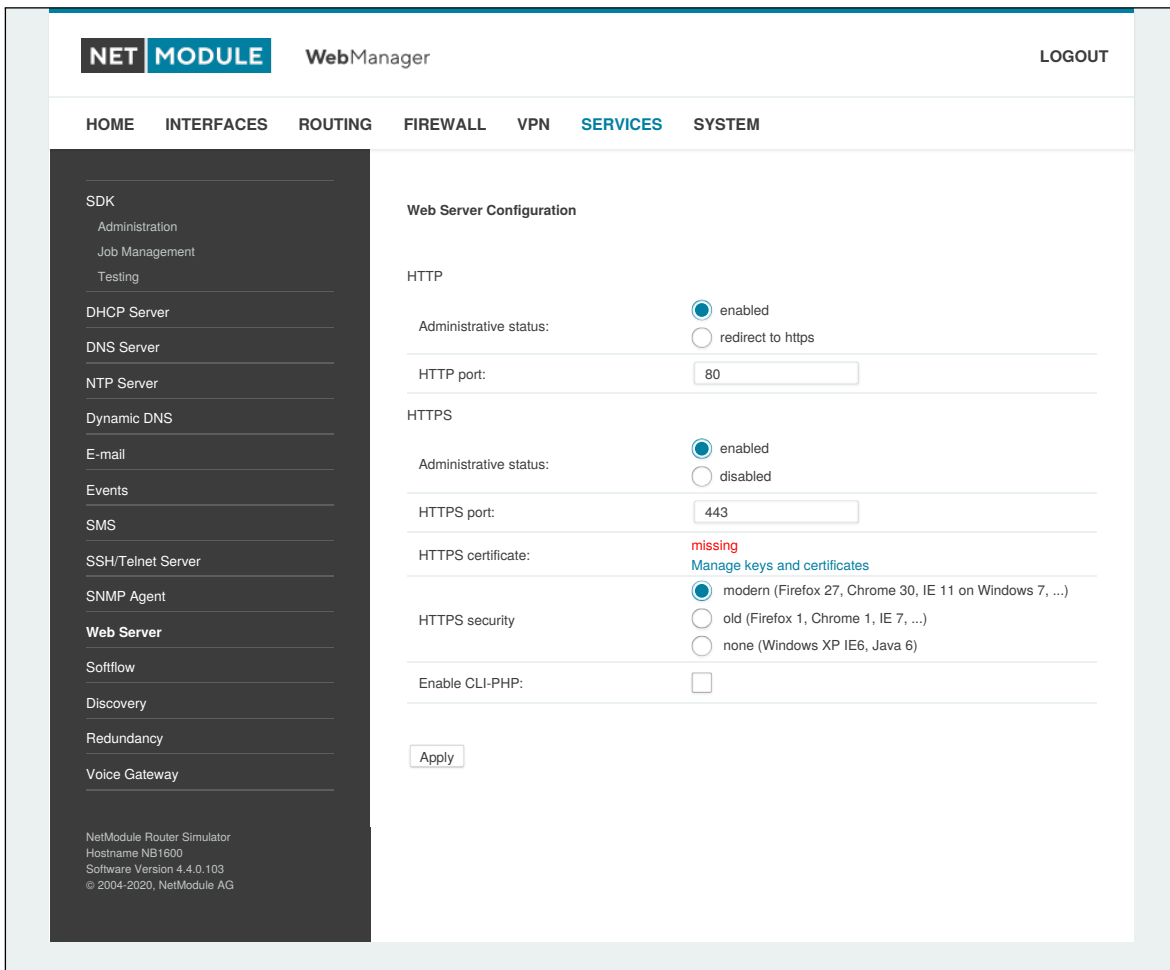 NET MODULE WebManager LOGOUT
HOME INTERFACES ROUTING FIREWALL VPN SERVICES SYSTEM
SDK
Administration
Job Management
Testing
DHCP Server
DNS Server
NTP Server
Dynamic DNS
E-mail
Events
SMS
SSH/Telnet Server
SNMP Agent
Web Server
Softflow
Discovery
Redundancy
Voice Gateway
NetModule Router Simulator
Hostname NB1600
Software Version 4.4.0.103
© 2004-2020, NetModule AG
Web Server Configuration
HTTP
Administrative status:
enabled
redirect to https
HTTP port: 80
HTTPS
Administrative status:
enabled
disabled
HTTPS port: 443
HTTPS certificate:
missing
Manage keys and certificates
HTTPS security
modern (Firefox 27, Chrome 30, IE 11 on Windows 7, ...)
old (Firefox 1, Chrome 1, IE 7, ...)
none (Windows XP IE6, Java 6)
Enable CLI-PHP:
Apply